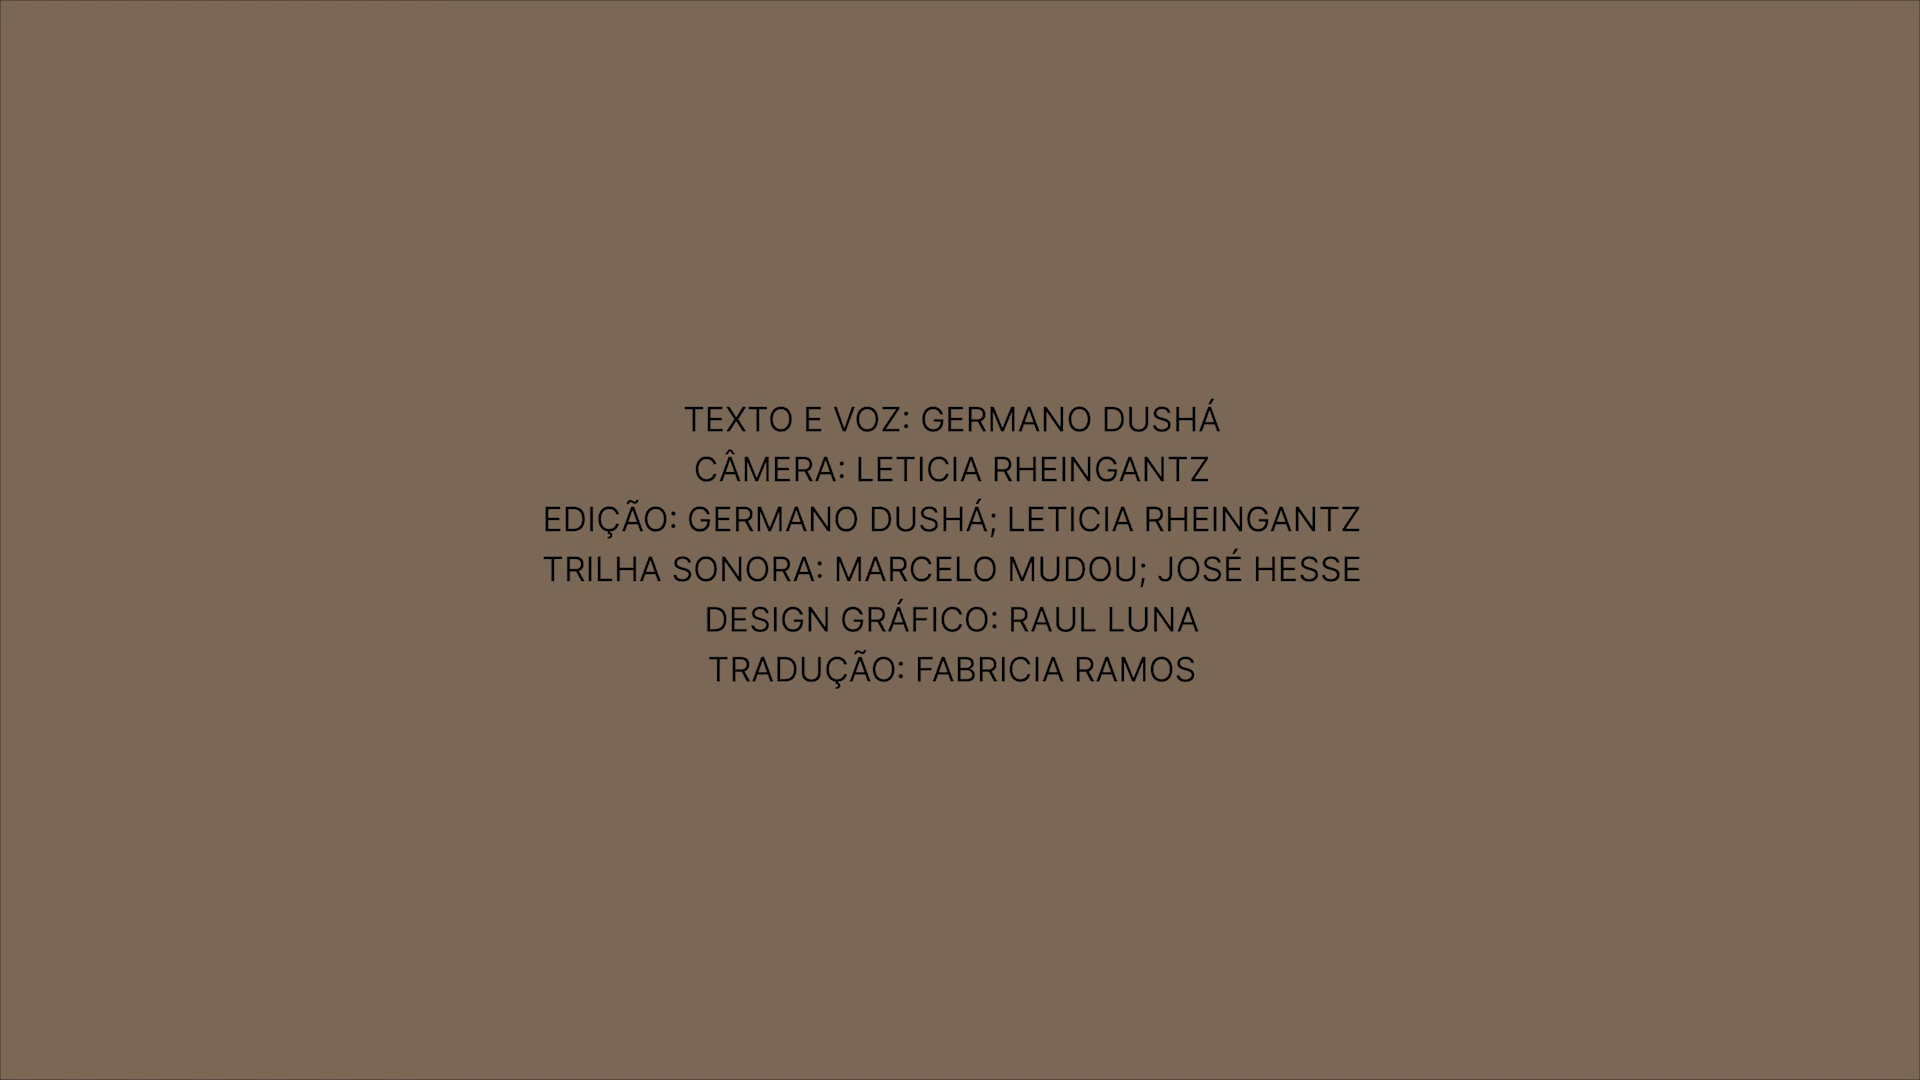 TEXTO E VOZ: GERMANO DUSHÁ
CÂMERA: LETICIA RHEINGANTZ
EDIÇÃO: GERMANO DUSHÁ; LETICIA RHEINGANTZ
TRILHA SONORA: MARCELO MUDOU; JOSÉ HESSE
DESIGN GRÁFICO: RAUL LUNA
TRADUÇÃO: FABRICIA RAMOS